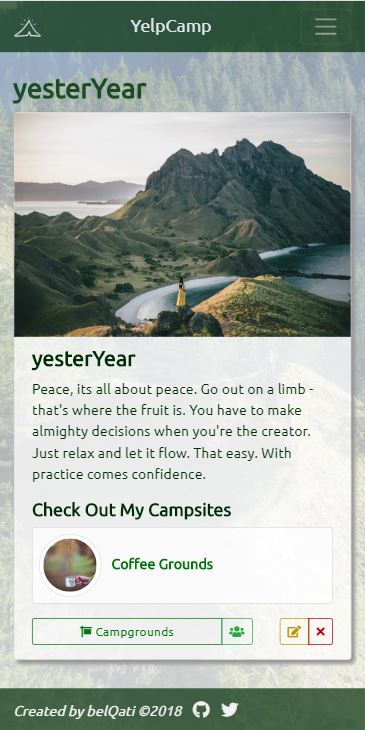 YelpCamp
yesterYear
yesterYear
Peace, its all about peace. Go out on a limb -
that's where the fruit is. You have to make
almighty decisions when you're the creator.
Just relax and let it flow. That easy. With
practice comes confidence.
Check Out My Campsites
Coffee Grounds
Campgrounds
Created by belQati ©2018